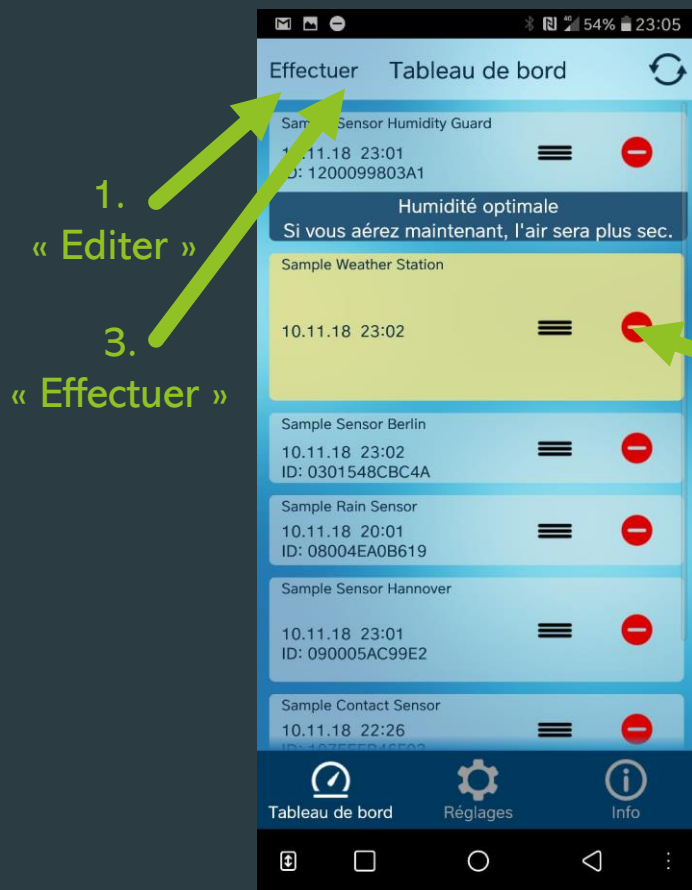 54% 23:05
Effectuer Tableau de bord
Sensor Humidity Guard
11.18 23:01
ID: 1200099803A1
Humidité optimale
Si vous aérez maintenant, l'air sera plus sec.
1.
« Editer »
Sample Weather Station
10.11.18 23:02
3.
« Effectuer »
Sample Sensor Berlin
10.11.18 23:02
ID: 0301548CBC4A
Sample Rain Sensor
10.11.18 20:01
ID: 08004EA0B619
Sample Sensor Hannover
10.11.18 23:01
ID: 090005AC99E2
Sample Contact Sensor
10.11.18 22:26
Tableau de bord Réglages Info